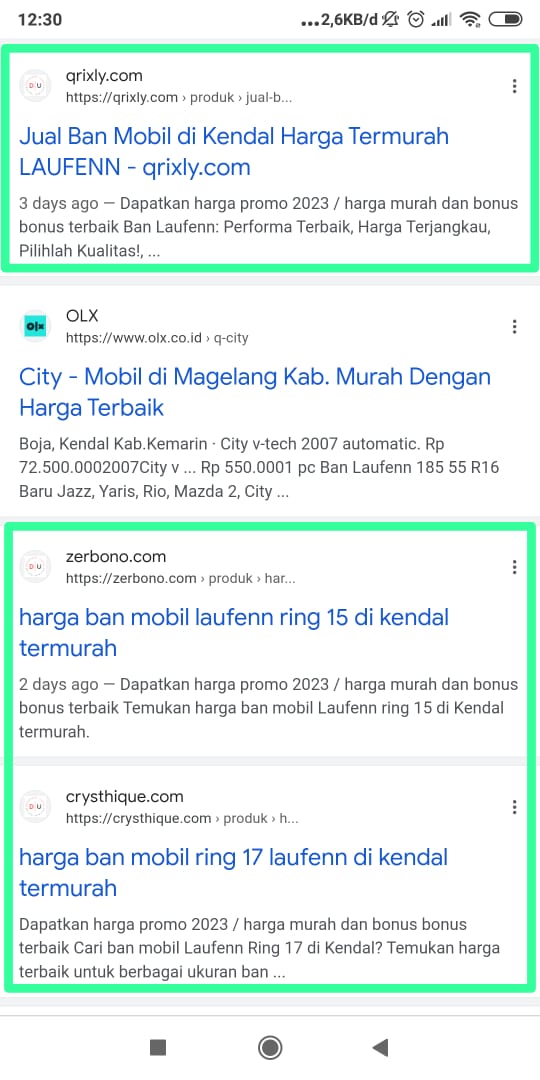 12:30
...2,6KB/d
qrixly.com
https://qrixly.com › produk › jual-b...
Jual Ban Mobil di Kendal Harga Termurah
LAUFENN - qrixly.com
3 days ago — Dapatkan harga promo 2023 / harga murah dan bonus
bonus terbaik Ban Laufenn: Performa Terbaik, Harga Terjangkau,
Pilihlah Kualitas!, ...
olx
OLX
https://www.olx.co.id › q-city
City - Mobil di Magelang Kab. Murah Dengan
Harga Terbaik
Boja, Kendal Kab.Kemarin · City v-tech 2007 automatic. Rp
72.500.0002007City v ... Rp 550.0001 pc Ban Laufenn 185 55 R16
Baru Jazz, Yaris, Rio, Mazda 2, City ...
DU
zerbono.com
https://zerbono.com › produk › har...
harga ban mobil laufenn ring 15 di kendal
termurah
2 days ago — Dapatkan harga promo 2023 / harga murah dan bonus
bonus terbaik Temukan harga ban mobil Laufenn ring 15 di Kendal
termurah.
DU
crysthique.com
https://crysthique.com › produk › h...
harga ban mobil ring 17 laufenn di kendal
termurah
Dapatkan harga promo 2023 / harga murah dan bonus bonus
terbaik Cari ban mobil Laufenn Ring 17 di Kendal? Temukan harga
terbaik untuk berbagai ukuran ban ...